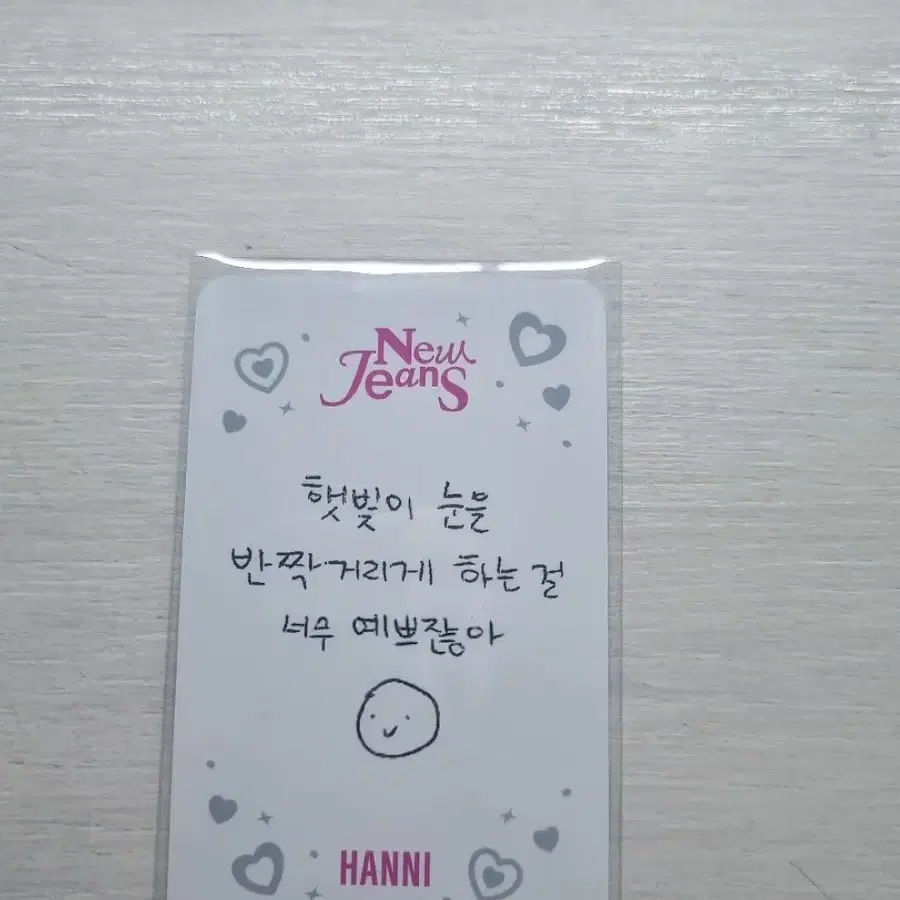 New
Jeans
햇빛이 눈을
반짝거리게 하는걸
너무 예쁘잖아
HANNI